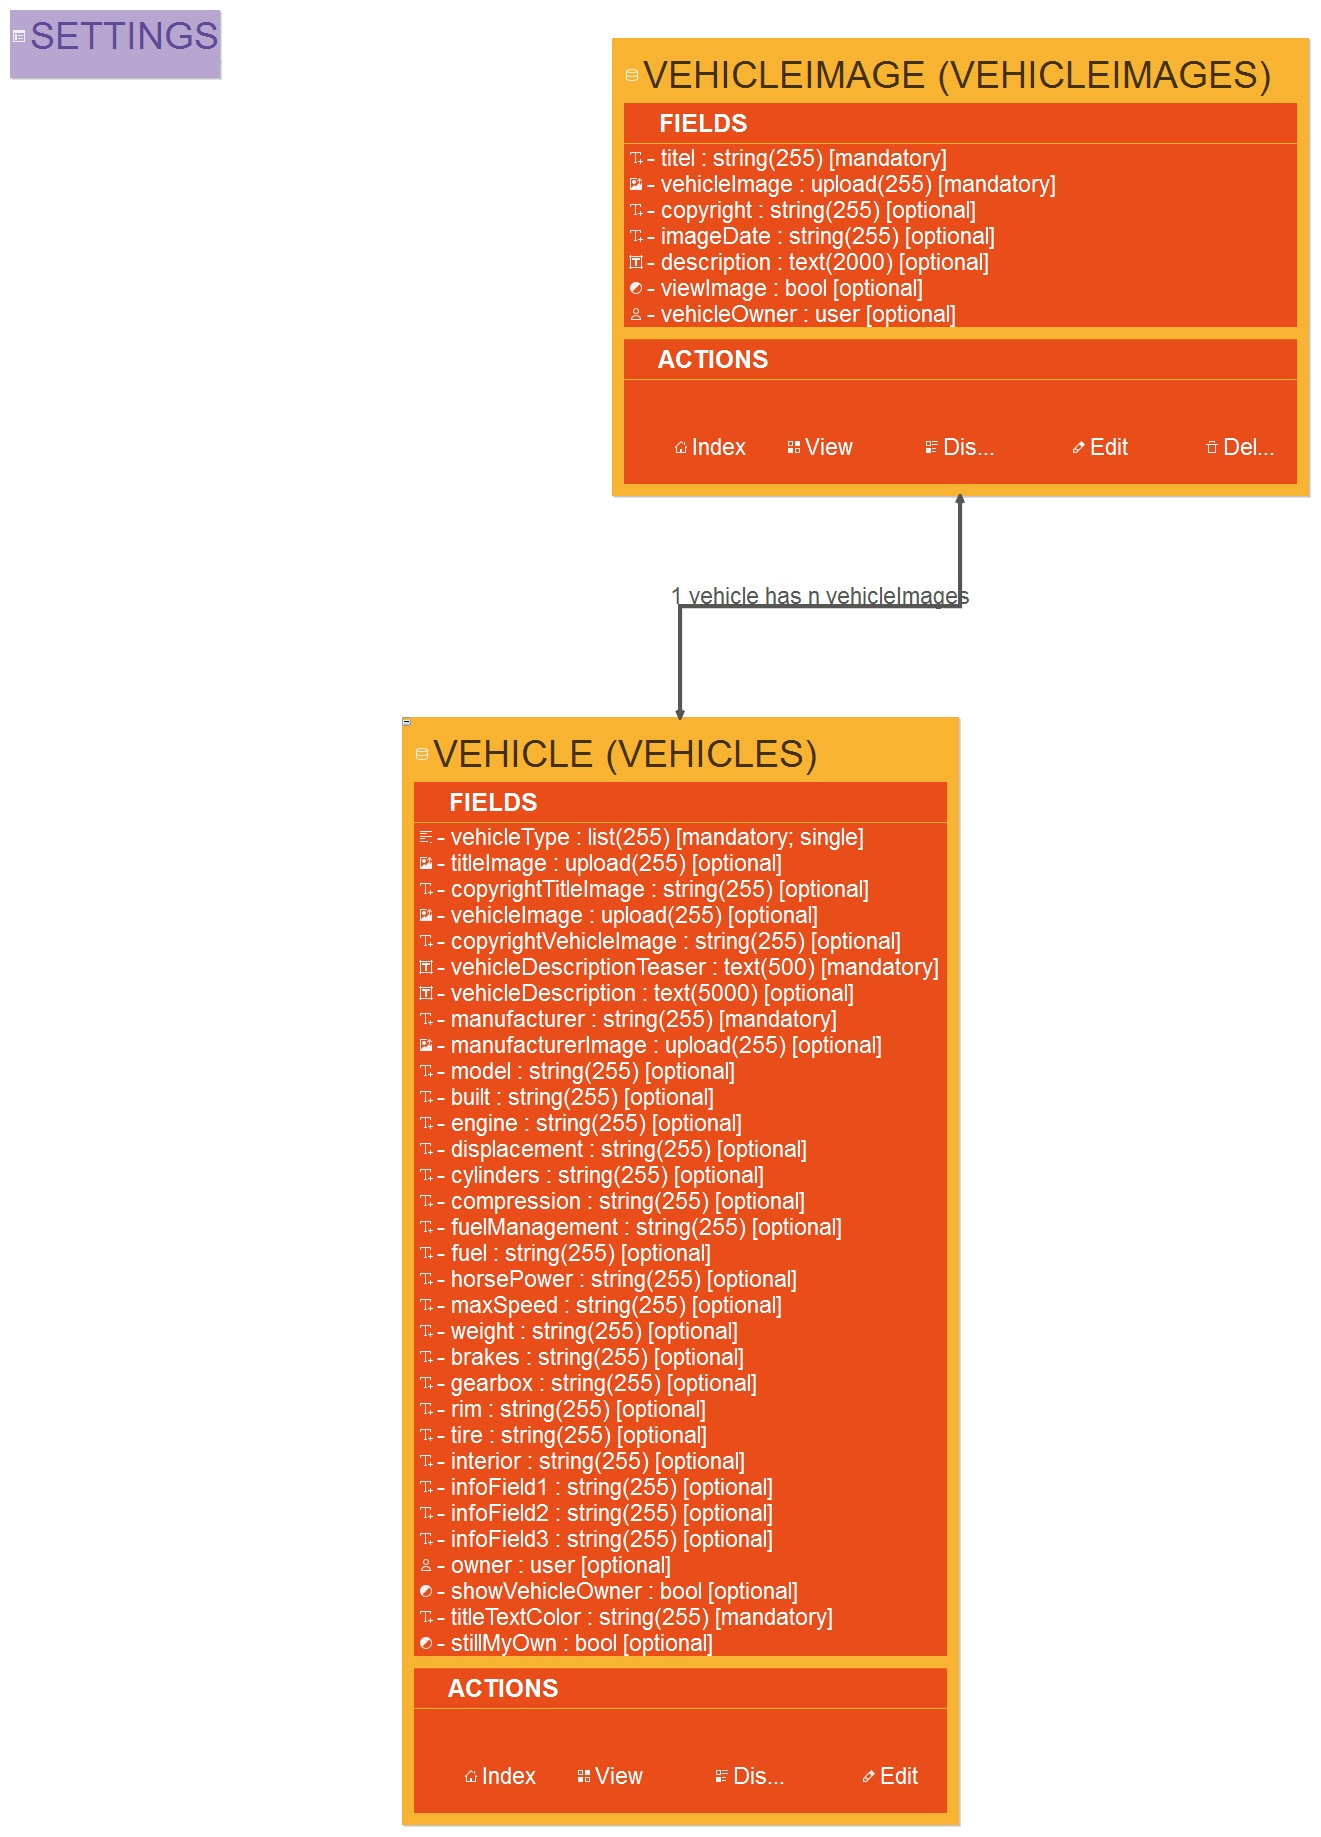 SETTINGS
VEHICLEIMAGE (VEHICLEIMAGES)
FIELDS
- titel : string(255) [mandatory]
- vehicleImage : upload(255) [mandatory]
- copyright : string(255) [optional]
- imageDate : string(255) [optional]
- description : text(2000) [optional]
- viewImage : bool [optional]
- vehicleOwner : user [optional]
ACTIONS
Index View Dis... Edit Del...
1 vehicle has n vehicleImages
VEHICLE (VEHICLES)
FIELDS
- vehicleType : list(255) [mandatory; single]
- titleImage : upload(255) [optional]
- copyrightTitleImage : string(255) [optional]
- vehicleImage : upload(255) [optional]
- copyrightVehicleImage : string(255) [optional]
- vehicleDescriptionTeaser : text(500) [mandatory]
- vehicleDescription : text(5000) [optional]
- manufacturer : string(255) [mandatory]
- manufacturerImage : upload(255) [optional]
- model : string(255) [optional]
- built : string(255) [optional]
- engine : string(255) [optional]
- displacement : string(255) [optional]
- cylinders : string(255) [optional]
- compression : string(255) [optional]
- fuelManagement : string(255) [optional]
- fuel : string(255) [optional]
- horsePower : string(255) [optional]
- maxSpeed : string(255) [optional]
- weight : string(255) [optional]
- brakes : string(255) [optional]
- gearbox : string(255) [optional]
- rim : string(255) [optional]
- tire : string(255) [optional]
- interior : string(255) [optional]
- infoField1 : string(255) [optional]
- infoField2 : string(255) [optional]
- infoField3 : string(255) [optional]
- owner : user [optional]
- showVehicleOwner : bool [optional]
- titleTextColor : string(255) [mandatory]
- stillMyOwn : bool [optional]
ACTIONS
Index View Dis... Edit